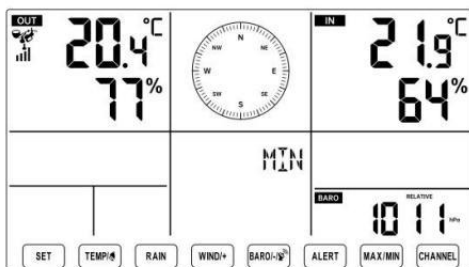 OUT 20.4 °C
77%
N
NW NE
W E
SW SE
S
IN 21.9 °C
64%
MIN
BARO RELATIVE
1011 hPa
SET TEMP/ RAIN WIND/+ BARO/-/ ALERT MAX/MIN CHANNEL